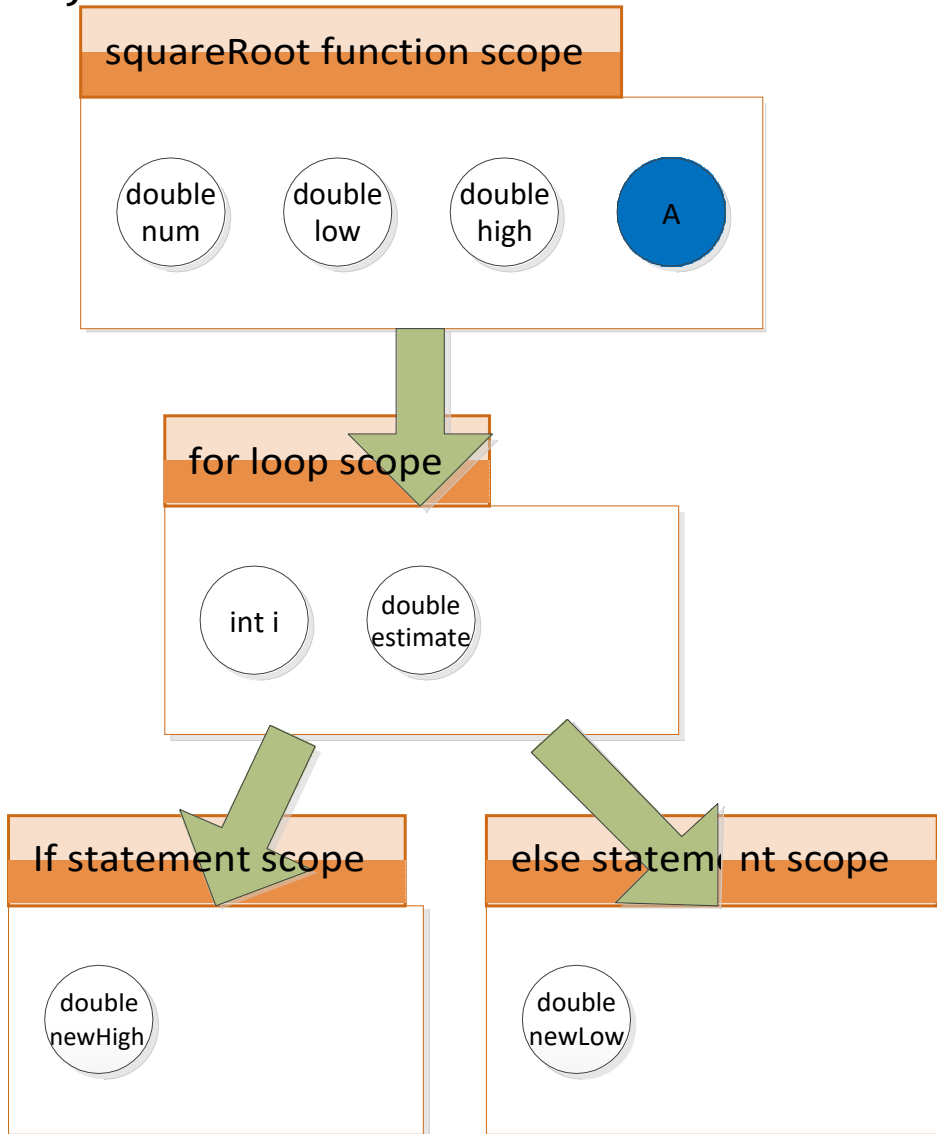 squareRoot function scope
double
num
double
low
double
high
A
for loop scope
int i
double
estimate
If statement scope
else statement scope
double
newHigh
double
newLow